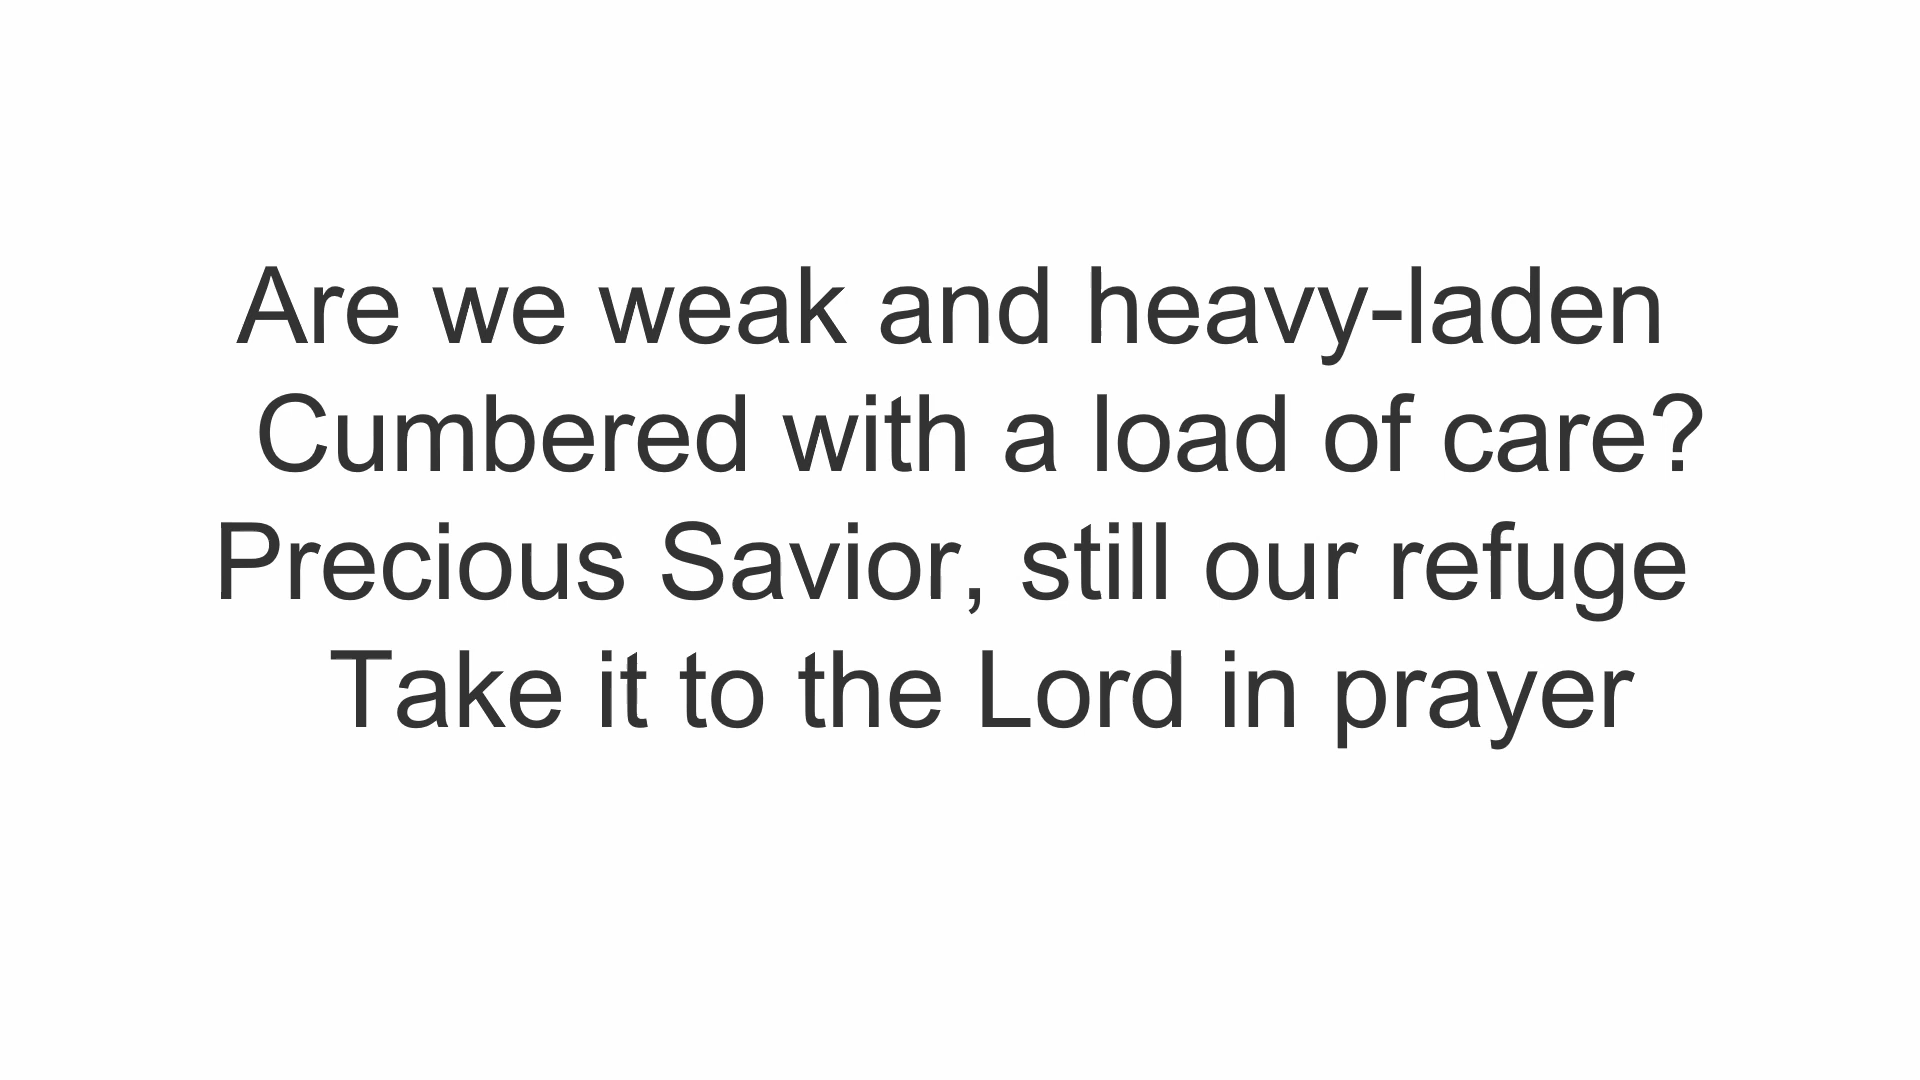 Are we weak and heavy-laden
Cumbered with a load of care?
Precious Savior, still our refuge
Take it to the Lord in prayer